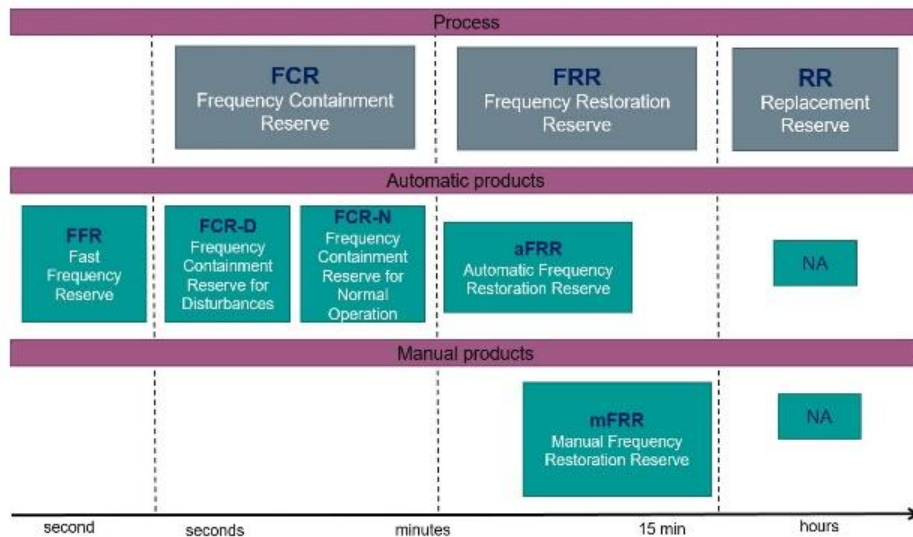 Process
FCR
Frequency Containment
Reserve
FRR
Frequency Restoration
Reserve
RR
Replacement
Reserve
Automatic products
FFR
Fast
Frequency
Reserve
FCR-D
Frequency
Containment
Reserve for
Disturbances
FCR-N
Frequency
Containment
Reserve for
Normal
Operation
aFRR
Automatic Frequency
Restoration Reserve
NA
Manual products
mFRR
Manual Frequency
Restoration Reserve
NA
second
seconds
minutes
15 min
hours